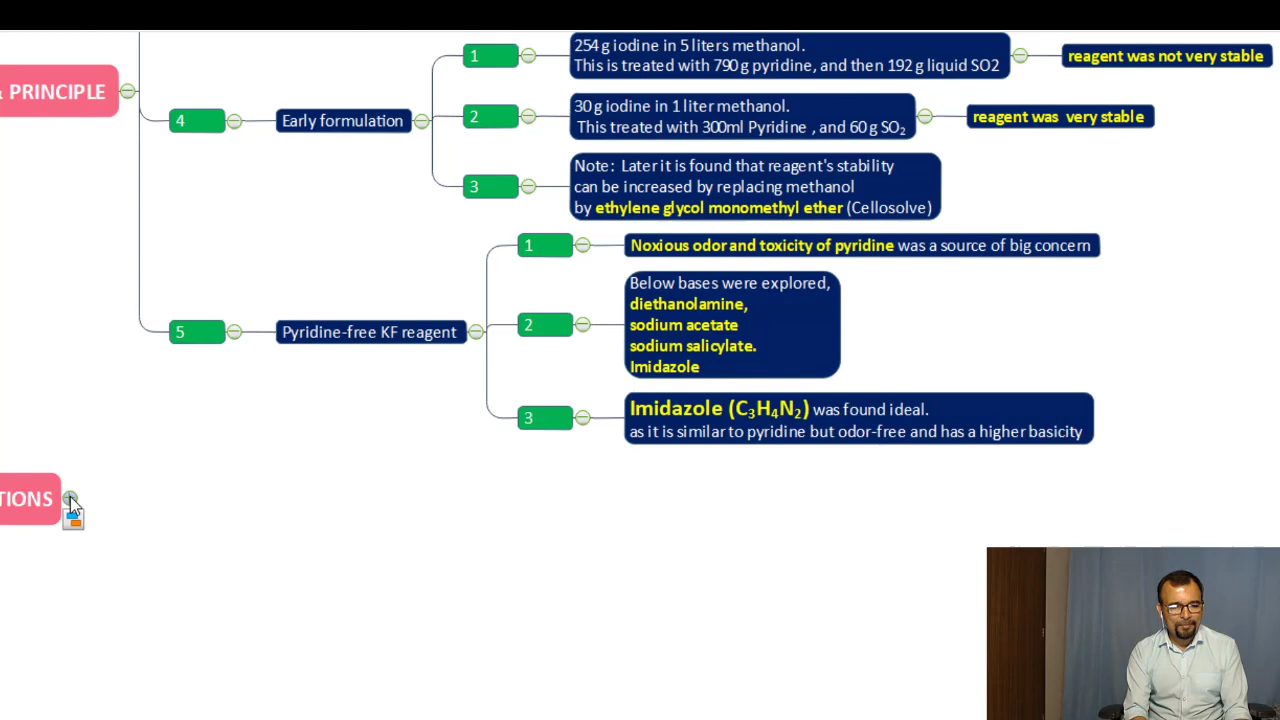 PRINCIPLE
4
Early formulation
1
254 g iodine in 5 liters methanol.
This is treated with 790 g pyridine, and then 192 g liquid SO2
reagent was not very stable
2
30 g iodine in 1 liter methanol.
This treated with 300ml Pyridine , and 60 g SO₂
reagent was very stable
3
Note: Later it is found that reagent's stability
can be increased by replacing methanol
by ethylene glycol monomethyl ether (Cellosolve)
5
Pyridine-free KF reagent
1
Noxious odor and toxicity of pyridine was a source of big concern
2
Below bases were explored,
diethanolamine,
sodium acetate
sodium salicylate.
Imidazole
3
Imidazole (C₃H₄N₂) was found ideal.
as it is similar to pyridine but odor-free and has a higher basicity
TIONS